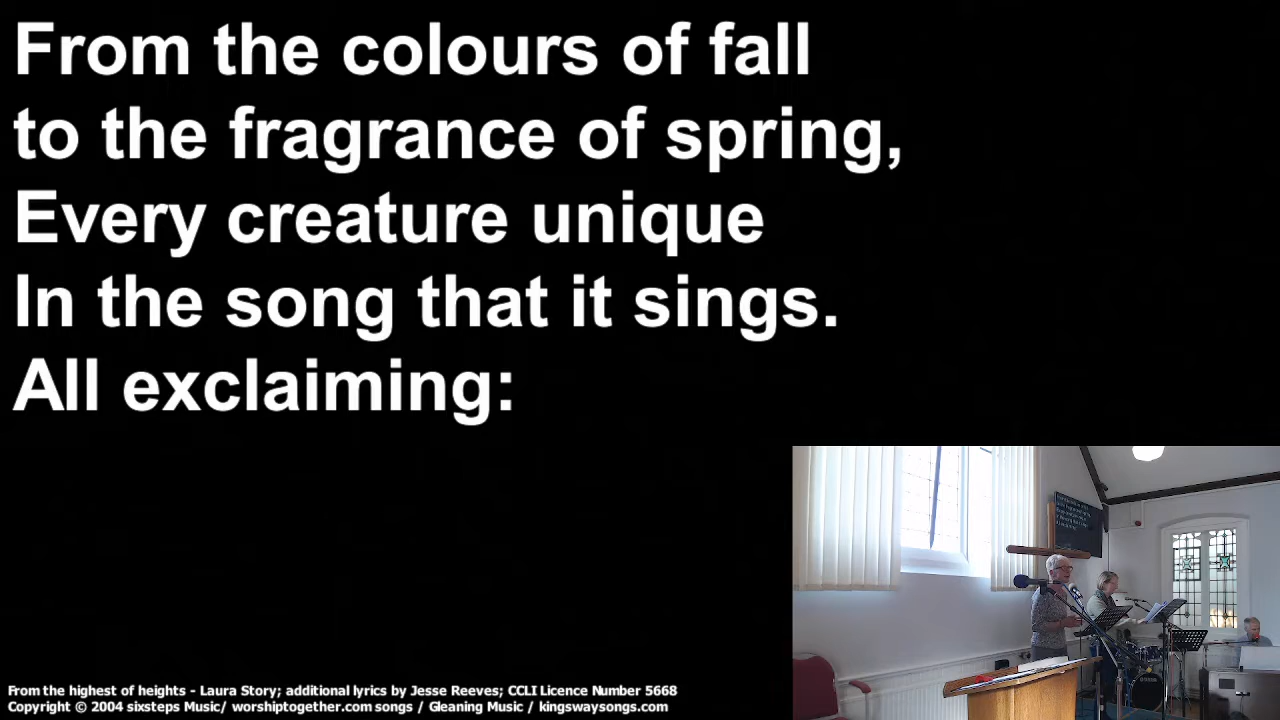 From the colours of fall
to the fragrance of spring,
Every creature unique
In the song that it sings.
All exclaiming:
From the highest of heights - Laura Story; additional lyrics by Jesse Reeves; CCLI Licence Number 5668
Copyright © 2004 sixsteps Music/ worshiptogether.com songs / Gleaning Music / kingswaysongs.com